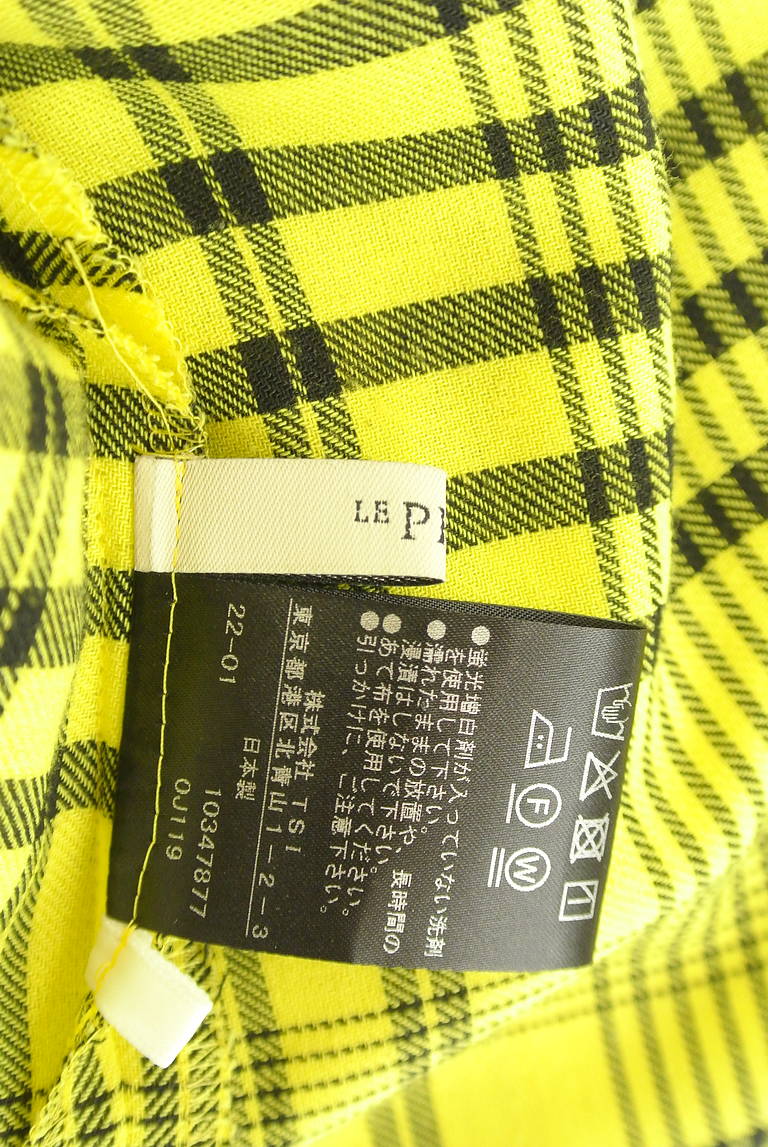 LE
蛍光増白剤が入っていない洗剤
を使用して下さい。
濡れたままの放置や、長時間の
浸漬はしないで下さい。
あて布を使用してください。
引っかけに、ご注意下さい。
株式会社 TSI
東京都港区北青山1-2-3
日本製
22-01
10347877
0J119
F
W